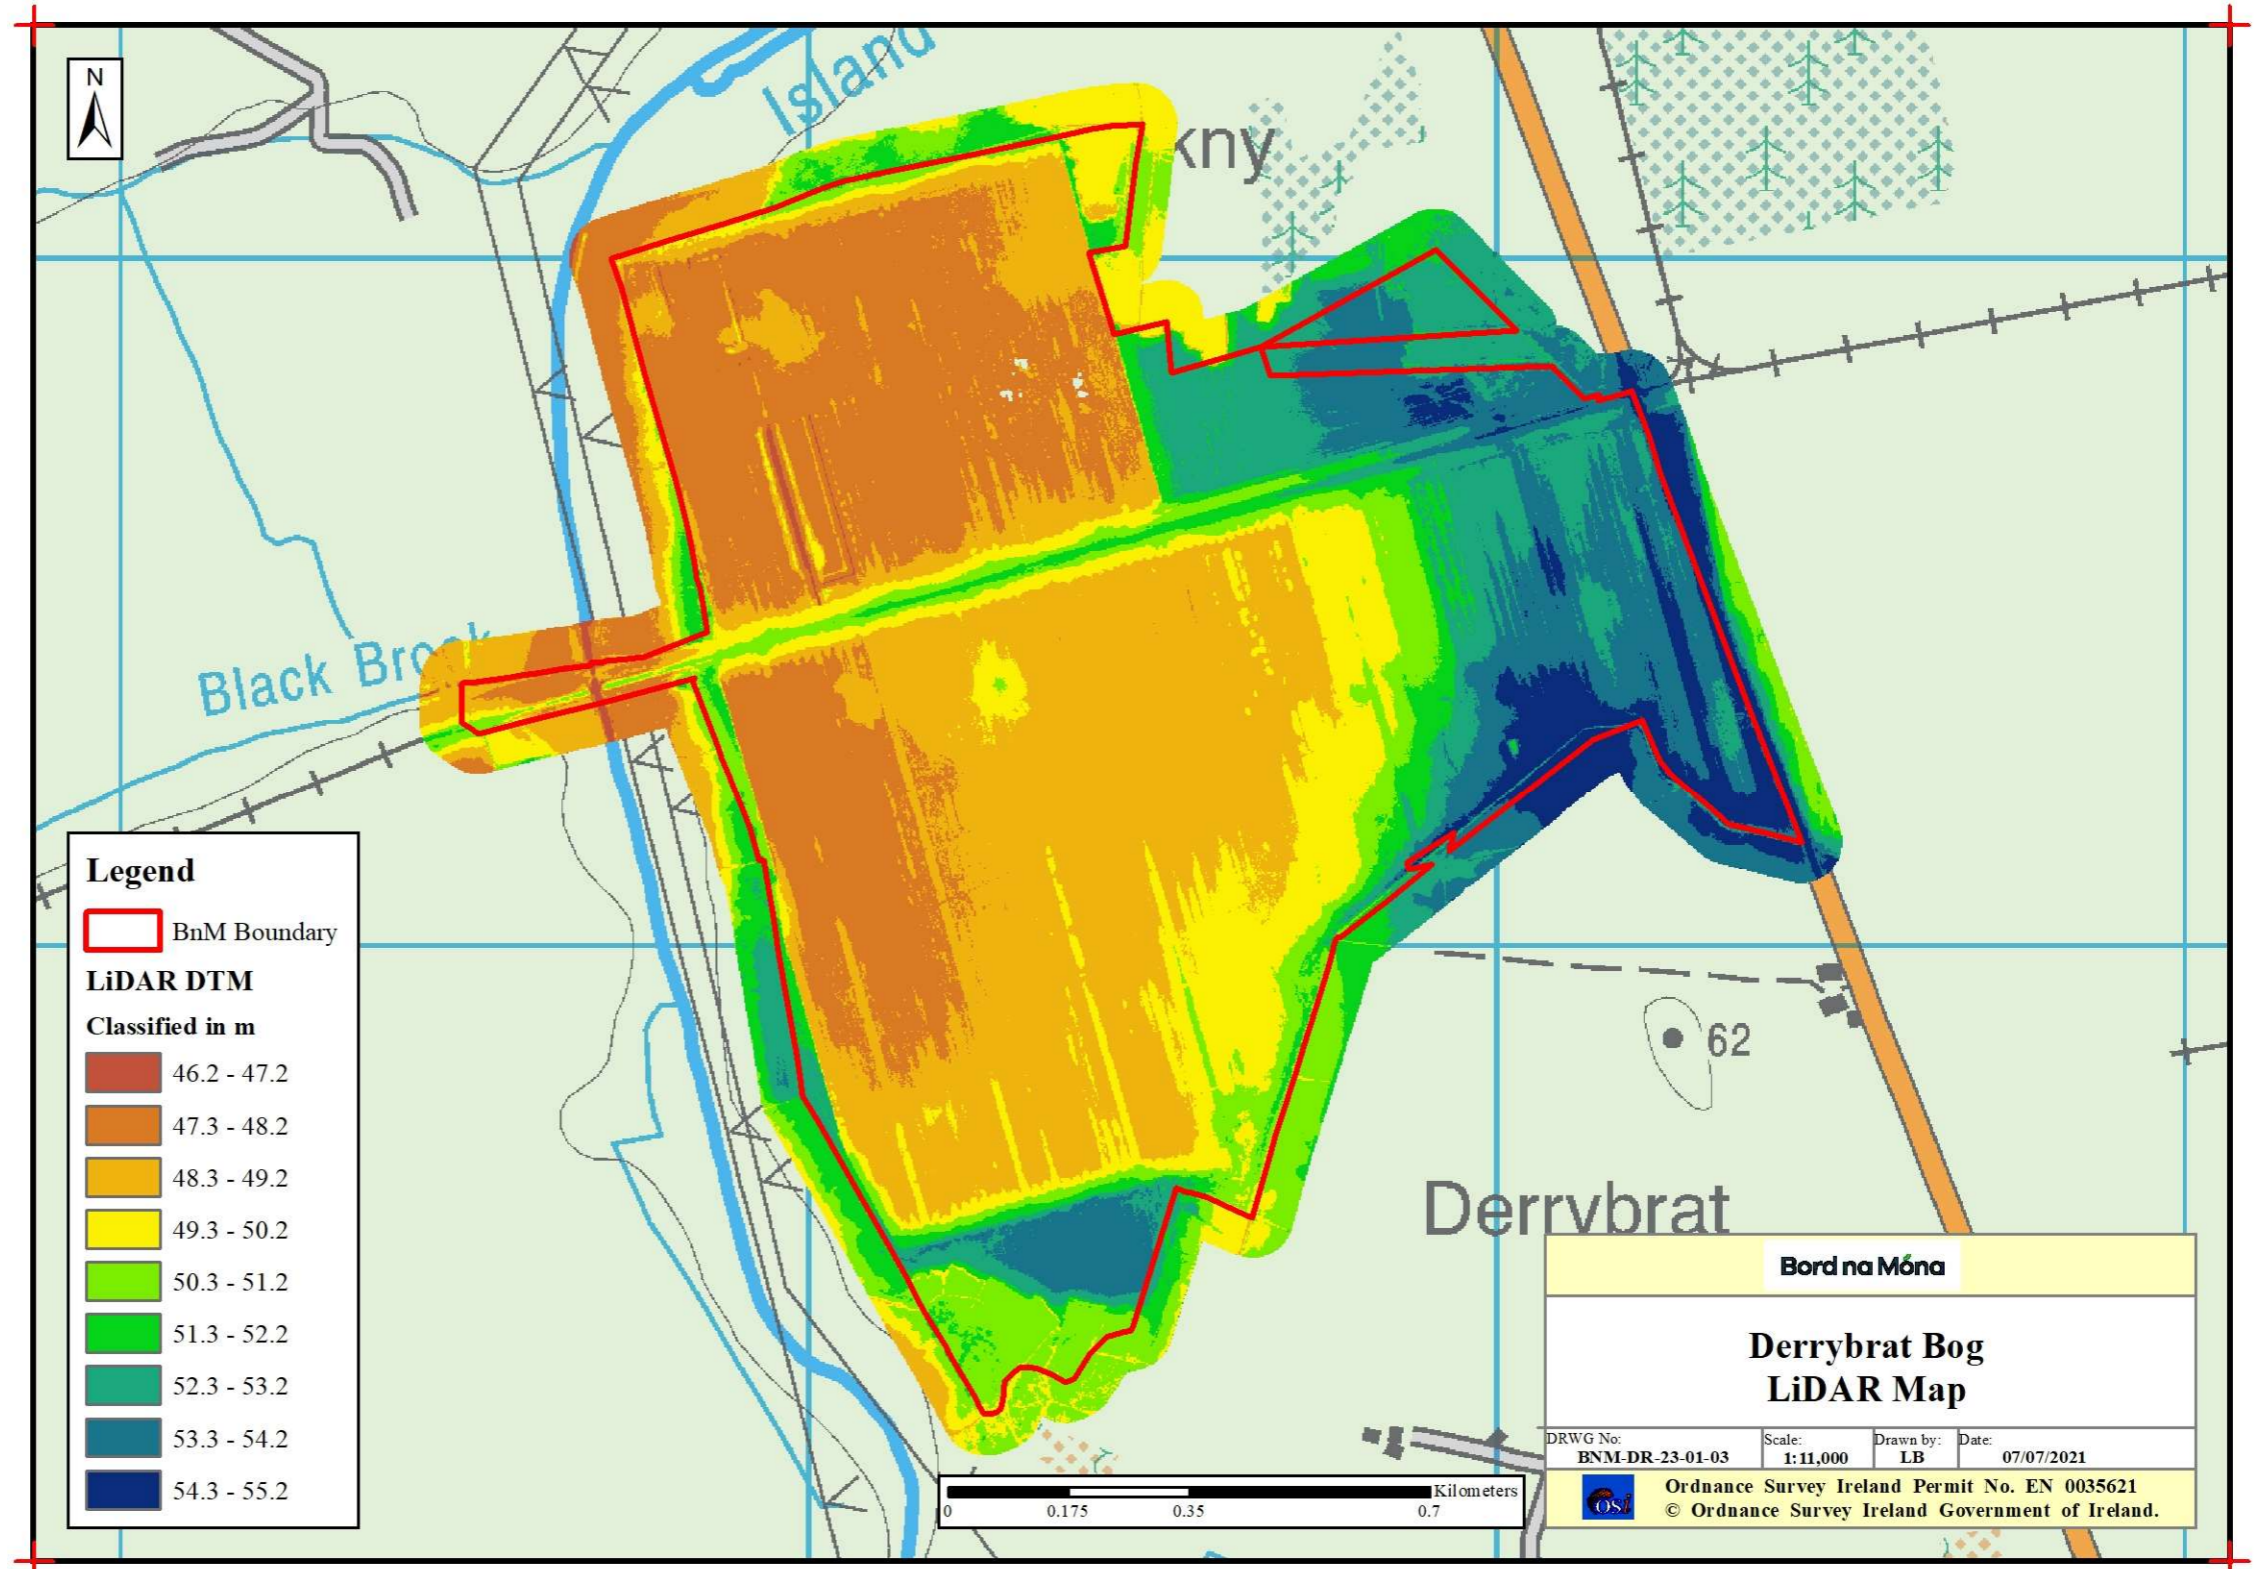 N
Island
kny
Black Bro
62
Derrybrat
Legend
BnM Boundary
LiDAR DTM
Classified in m
46.2 - 47.2
47.3 - 48.2
48.3 - 49.2
49.3 - 50.2
50.3 - 51.2
51.3 - 52.2
52.3 - 53.2
53.3 - 54.2
54.3 - 55.2
Kilometers
0 0.175 0.35 0.7
Bord na Móna
Derrybrat Bog
LiDAR Map
DRWG No: Scale: Drawn by: Date:
BNM-DR-23-01-03 1:11,000 LB 07/07/2021
osi
Ordnance Survey Ireland Permit No. EN 0035621
© Ordnance Survey Ireland Government of Ireland.